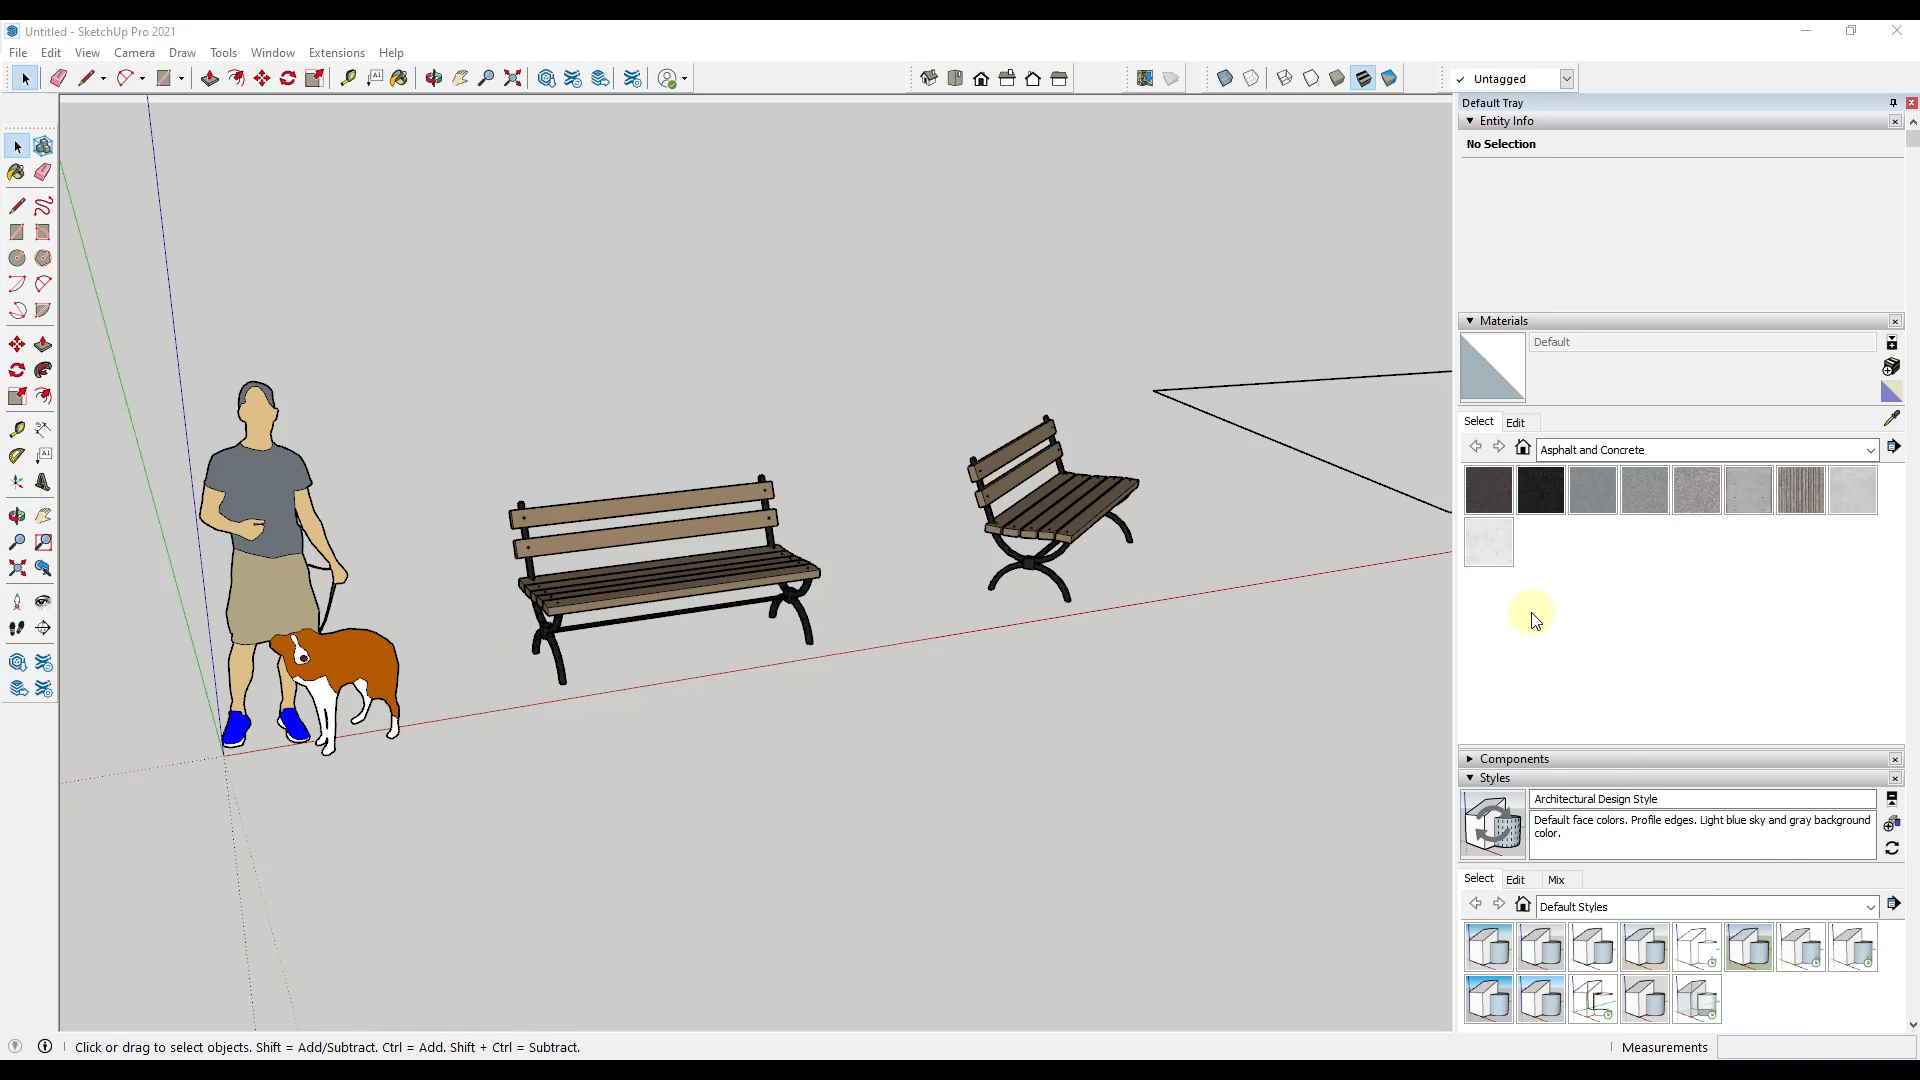 Untitled - SketchUp Pro 2021
File Edit View Camera Draw Tools Window Extensions Help
A1
Untagged
Default Tray
Entity Info
No Selection
Materials
Default
Select Edit
Asphalt and Concrete
A1
Components
Styles
Architectural Design Style
Default face colors. Profile edges. Light blue sky and gray background
color.
Select Edit Mix
Default Styles
Click or drag to select objects. Shift = Add/Subtract. Ctrl = Add. Shift + Ctrl = Subtract.
Measurements